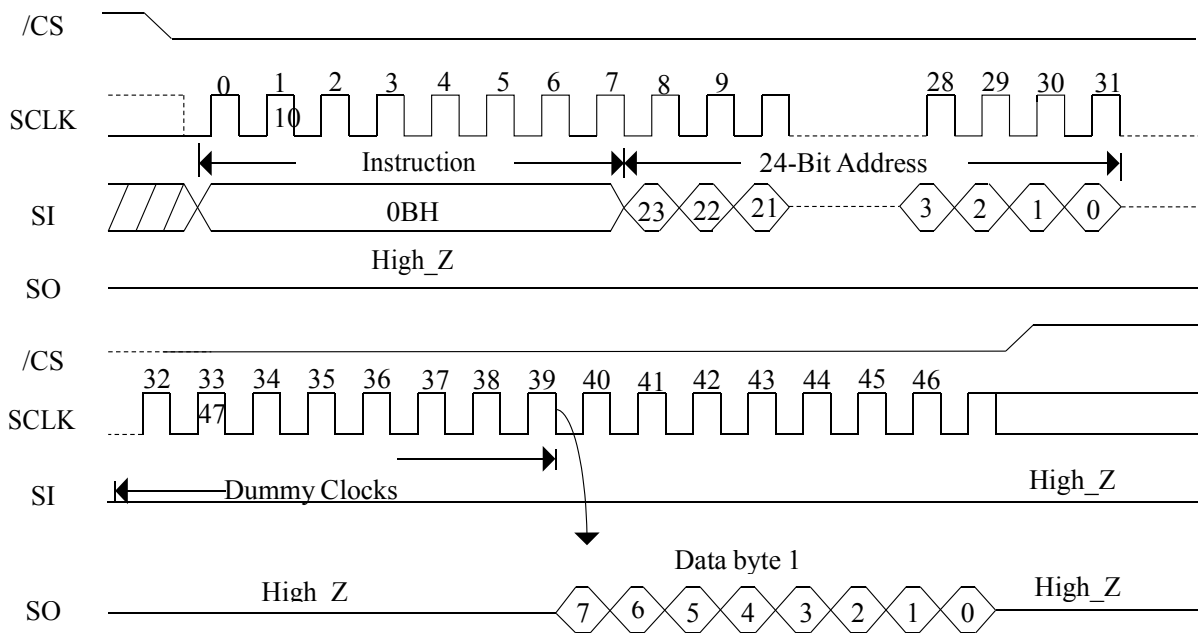 /CS
0 1 2 3 4 5 6 7 8 9 28 29 30 31
10
SCLK
Instruction 24-Bit Address
SI 0BH 23 22 21 3 2 1 0
High_Z
SO
/CS
32 33 34 35 36 37 38 39 40 41 42 43 44 45 46
47
SCLK
Dummy Clocks High_Z
SI
Data byte 1
High_Z High_Z
SO 7 6 5 4 3 2 1 0